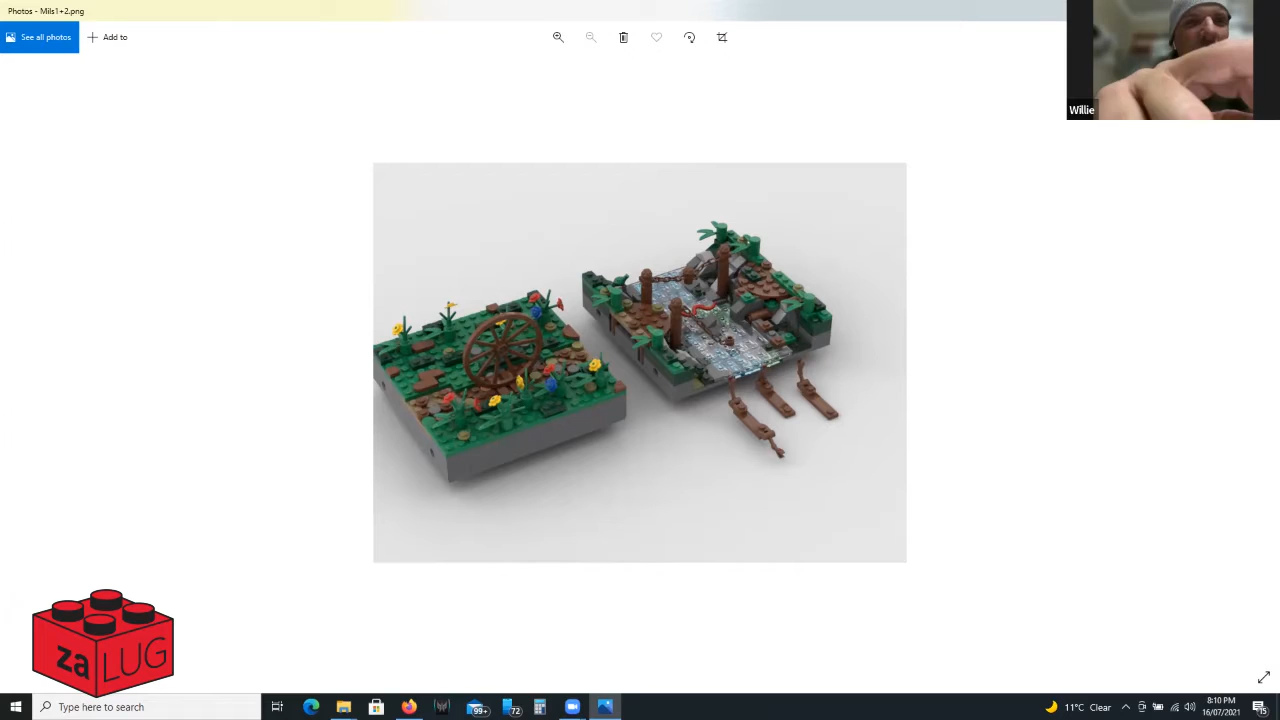 Photos - Mils1+2.png
See all photos
Add to
Willie
za
LUG
Type here to search
99+
72
11°C Clear
8:10 PM
16/07/2021
15